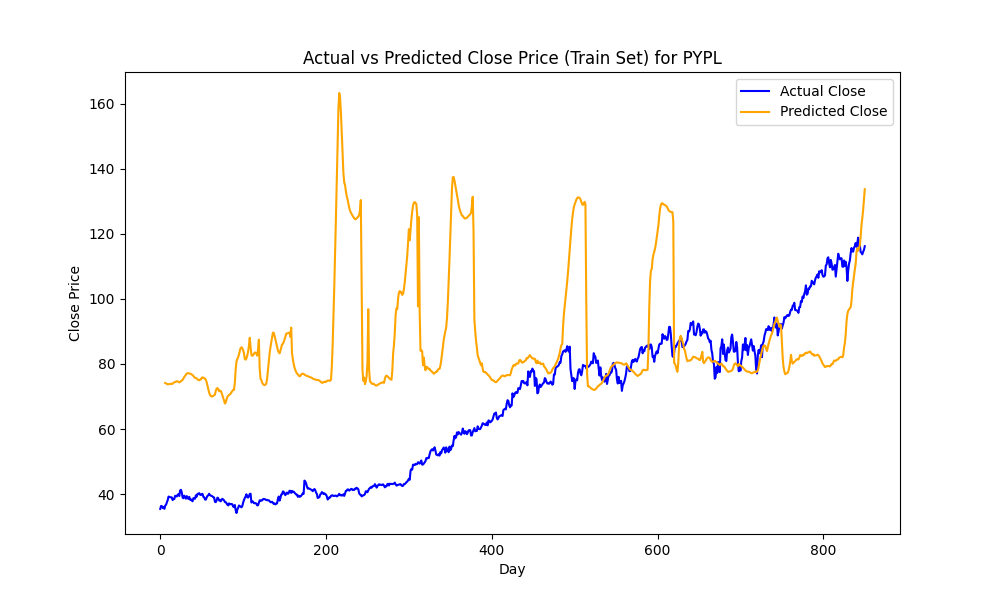 Actual vs Predicted Close Price (Train Set) for PYPL
Actual Close
Predicted Close
160
140
120
100
80
60
40
Close Price
0 200 400 600 800
Day